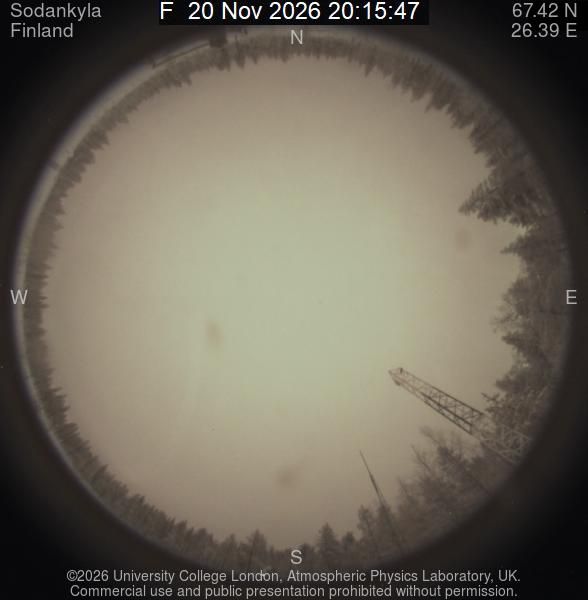 Sodankyla F 20 Nov 2026 20:15:47 67.42 N
Finland 26.39 E
N
W E
S
©2026 University College London, Atmospheric Physics Laboratory, UK.
Commercial use and public presentation prohibited without permission.